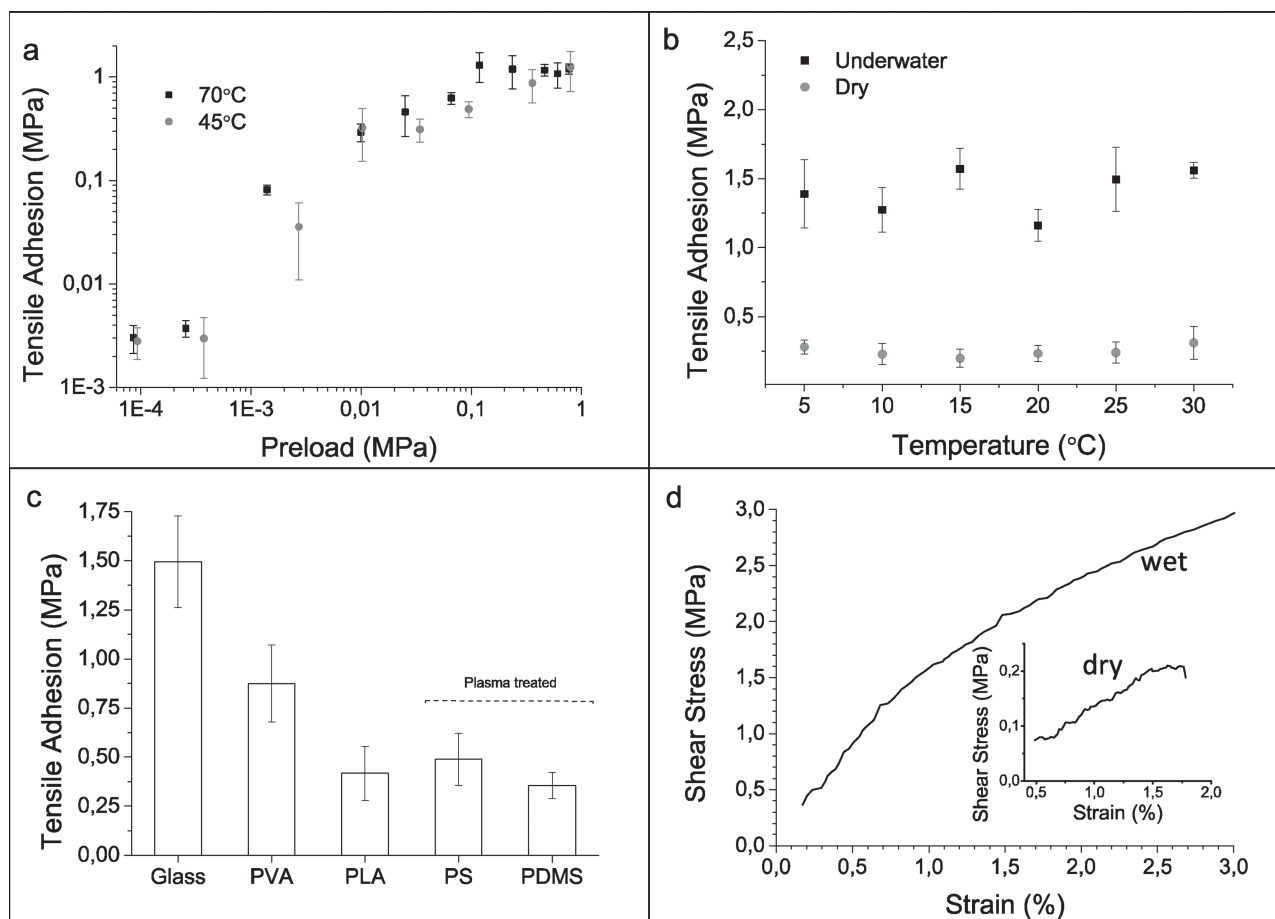 a
70°C
45°C
1
0,1
0,01
1E-3
1E-4
1E-3
0,01
0,1
1
Tensile Adhesion (MPa)
Preload (MPa)
b
Underwater
Dry
2,5
2,0
1,5
1,0
0,5
5
10
15
20
25
30
Tensile Adhesion (MPa)
Temperature (°C)
c
1,75
1,50
1,25
1,00
0,75
0,50
0,25
0,00
Plasma treated
Glass
PVA
PLA
PS
PDMS
Tensile Adhesion (MPa)
d
3,0
2,5
2,0
1,5
1,0
0,5
0,0
wet
0,0
0,5
1,0
1,5
2,0
2,5
3,0
Shear Stress (MPa)
Strain (%)
dry
0,2
0,1
0,0
0,5
1,0
1,5
2,0
Shear Stress (MPa)
Strain (%)